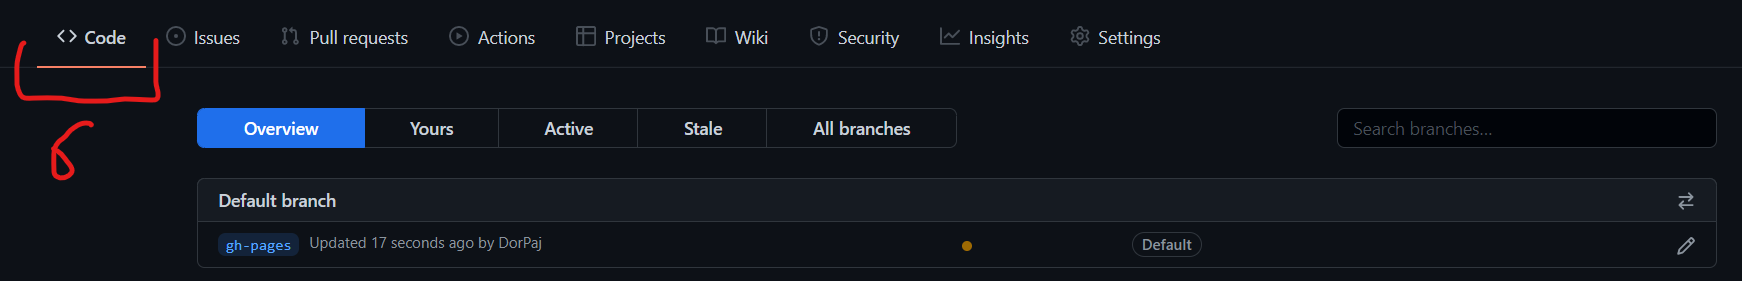 Code Issues Pull requests Actions Projects Wiki Security Insights Settings
Overview Yours Active Stale All branches Search branches...
Default branch
gh-pages Updated 17 seconds ago by DorPaj Default